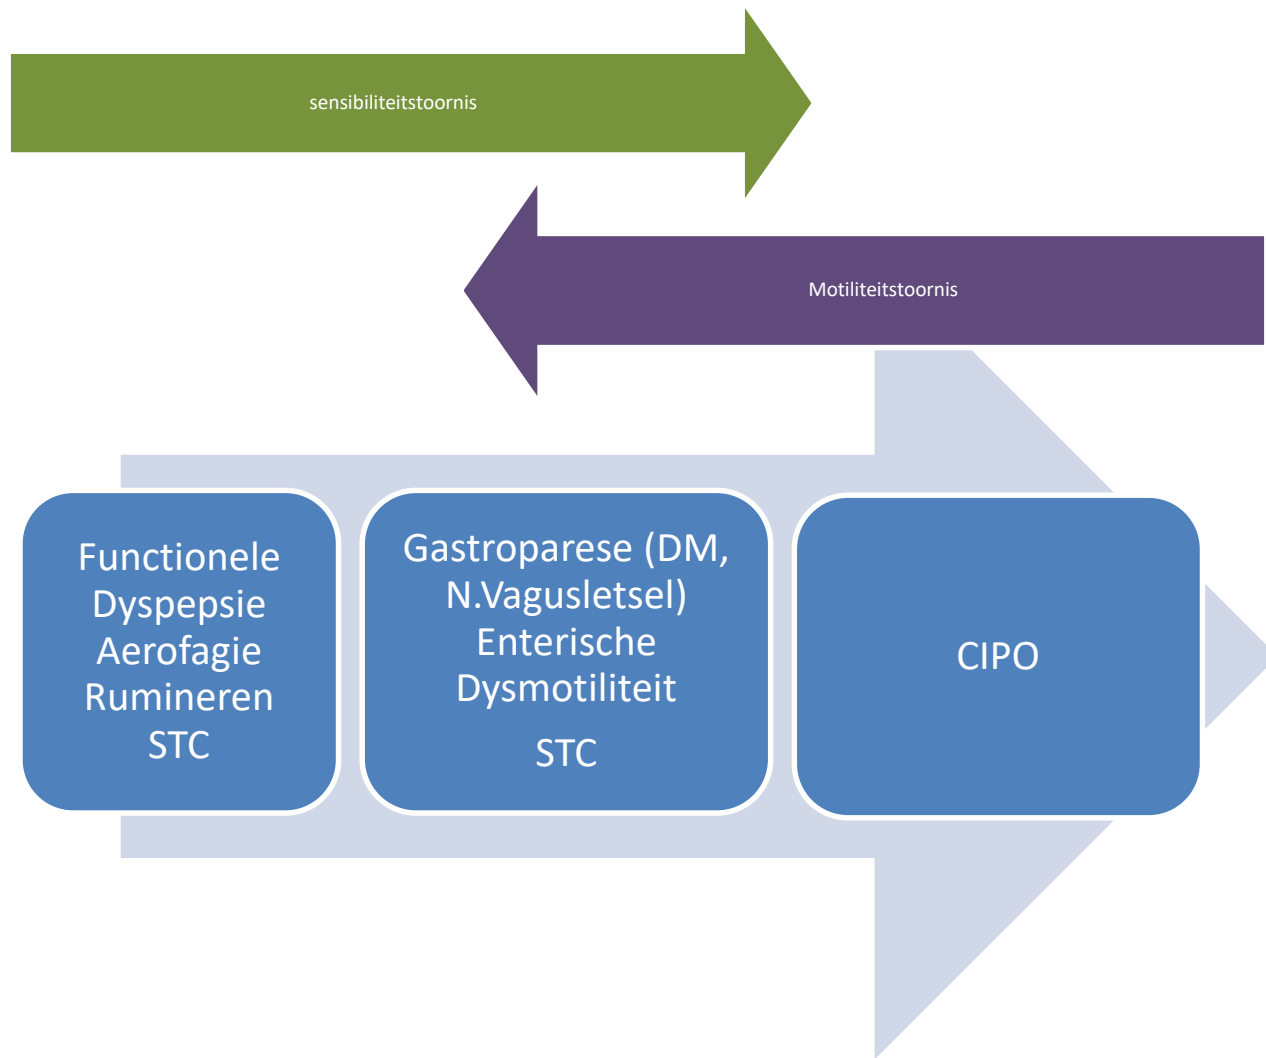 sensibiliteitstoornis
Motiliteitstoornis
Functionele
Dyspepsie
Aerofagie
Rumineren
STC
Gastroparese (DM,
N.Vagusletsel)
Enterische
Dysmotiliteit
STC
CIPO